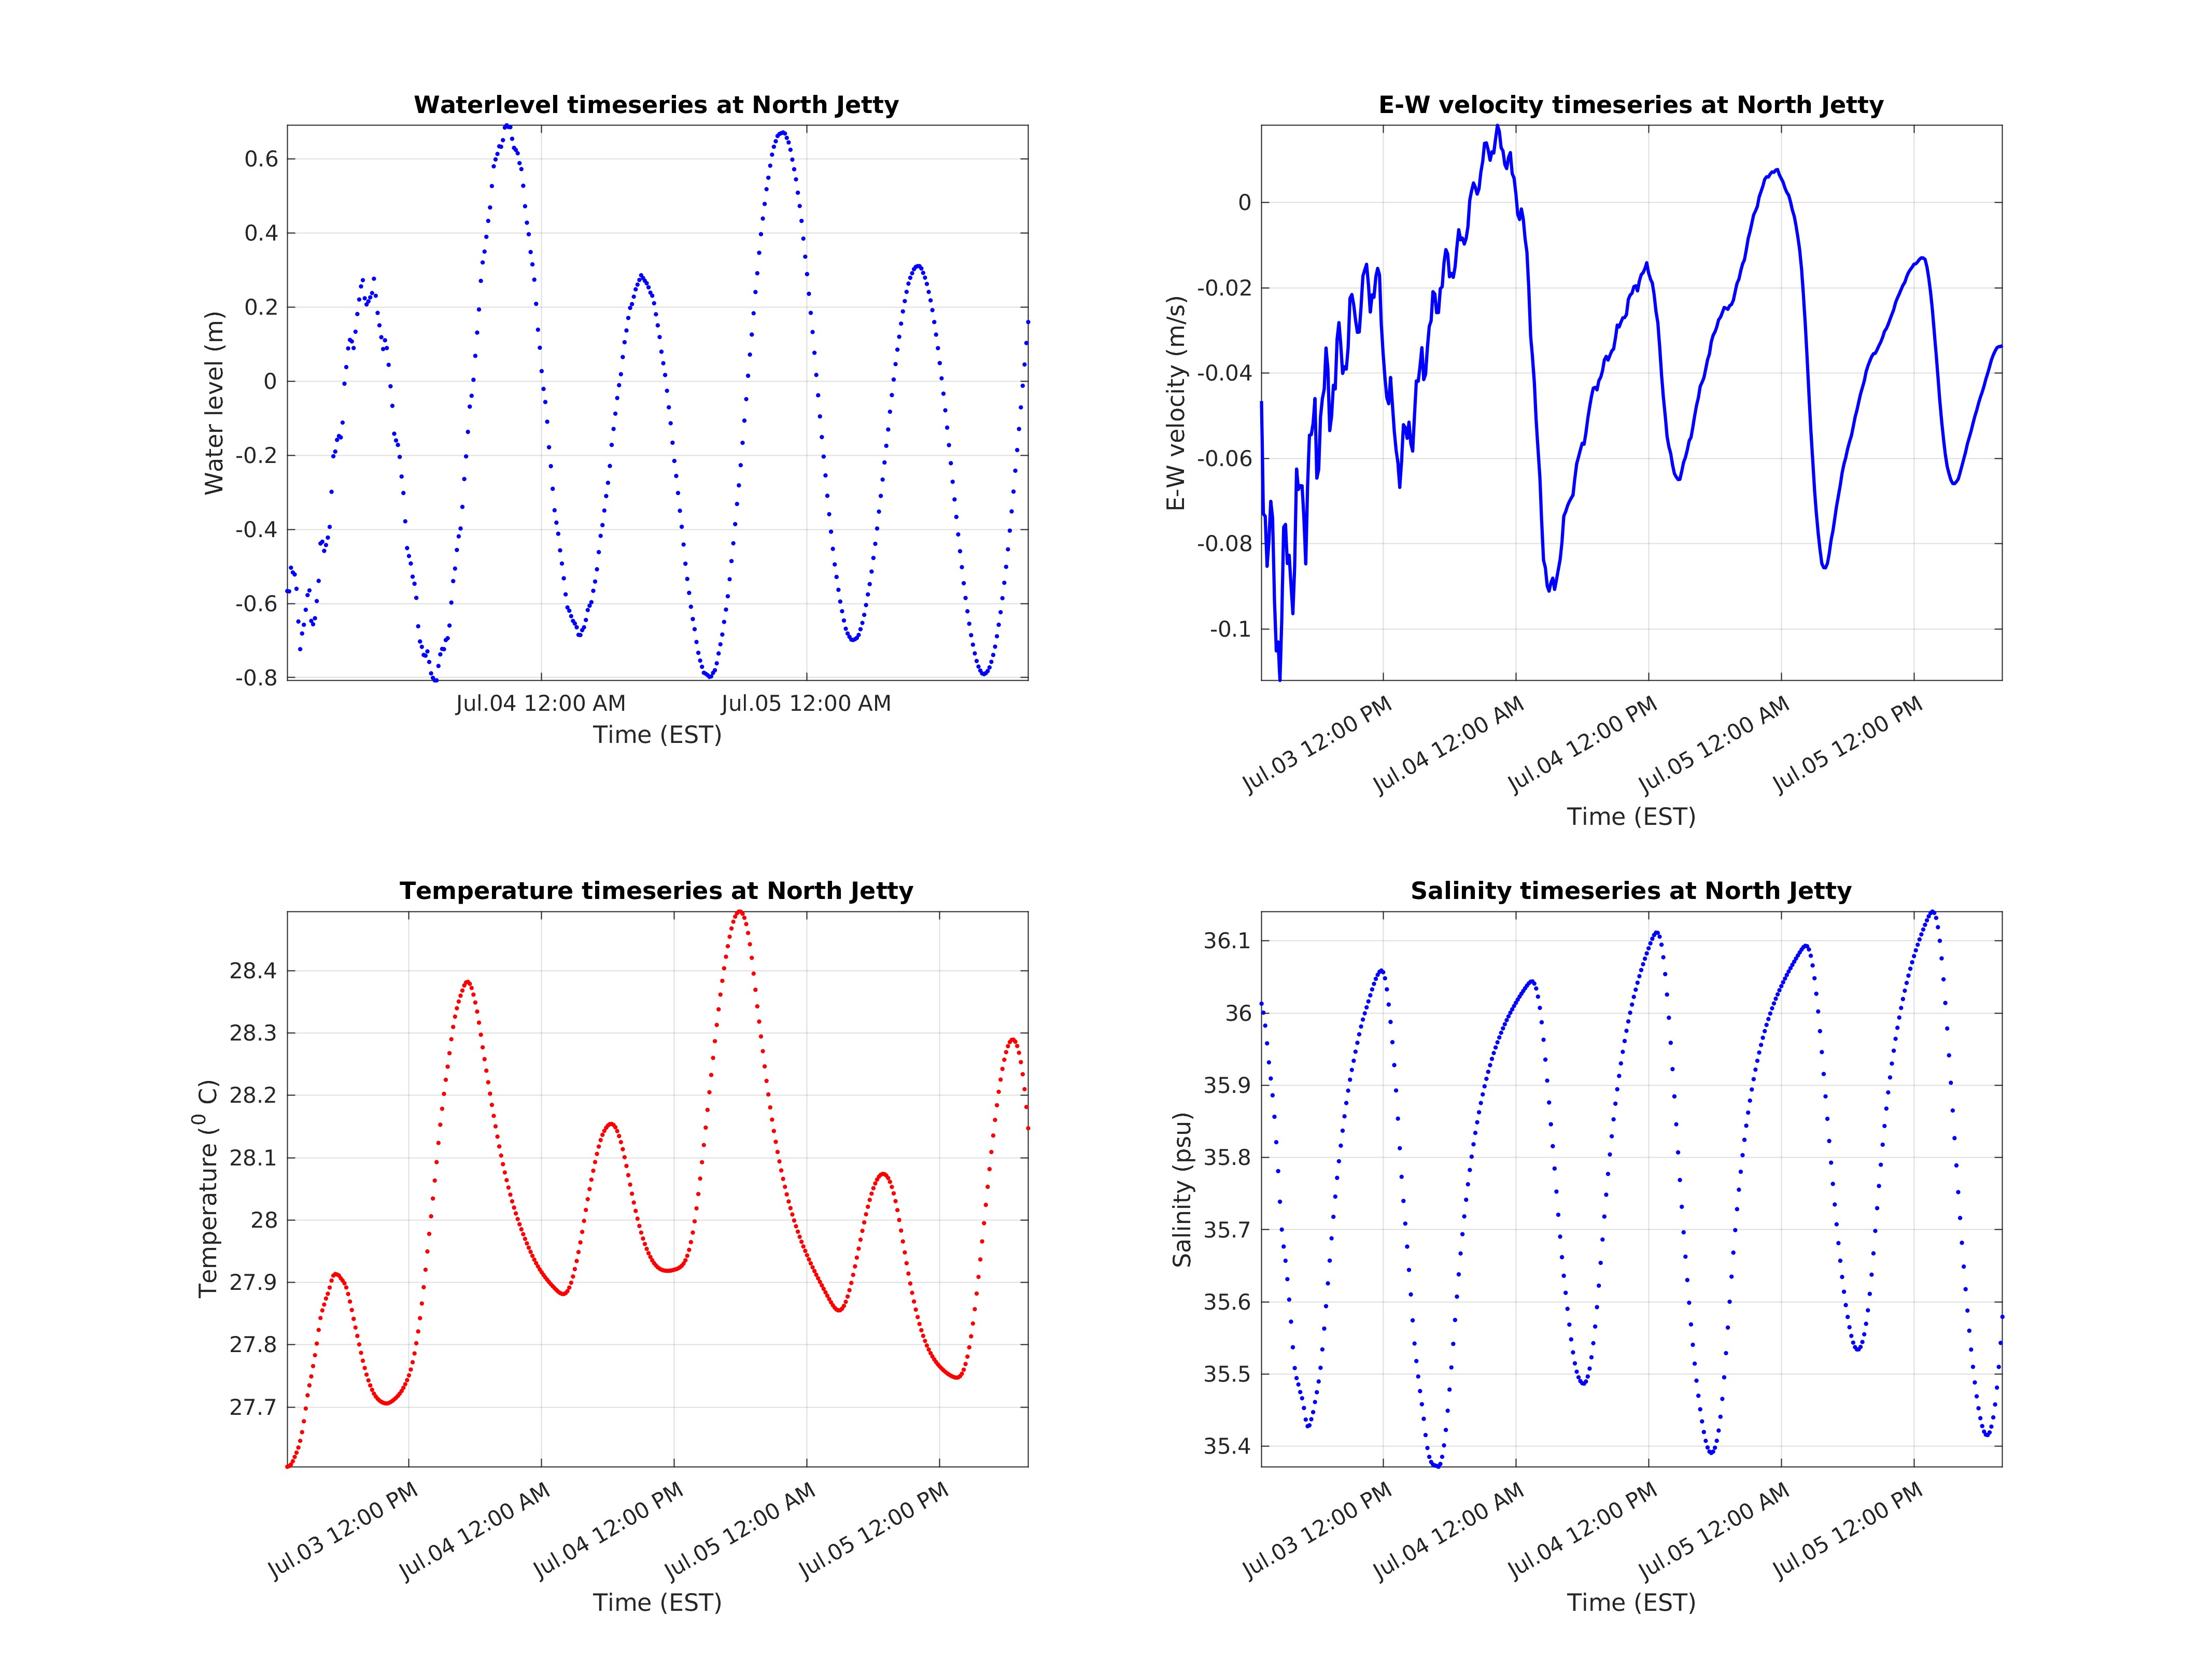 Waterlevel timeseries at North Jetty
0.6
0.4
0.2
0
-0.2
-0.4
-0.6
-0.8
Water level (m)
Jul.04 12:00 AM
Jul.05 12:00 AM
Time (EST)
E-W velocity timeseries at North Jetty
0
-0.02
-0.04
-0.06
-0.08
-0.1
E-W velocity (m/s)
Jul.03 12:00 PM
Jul.04 12:00 AM
Jul.04 12:00 PM
Jul.05 12:00 AM
Jul.05 12:00 PM
Time (EST)
Temperature timeseries at North Jetty
28.4
28.3
28.2
28.1
28
27.9
27.8
27.7
Temperature (⁰ C)
Jul.03 12:00 PM
Jul.04 12:00 AM
Jul.04 12:00 PM
Jul.05 12:00 AM
Jul.05 12:00 PM
Time (EST)
Salinity timeseries at North Jetty
36.1
36
35.9
35.8
35.7
35.6
35.5
35.4
Salinity (psu)
Jul.03 12:00 PM
Jul.04 12:00 AM
Jul.04 12:00 PM
Jul.05 12:00 AM
Jul.05 12:00 PM
Time (EST)